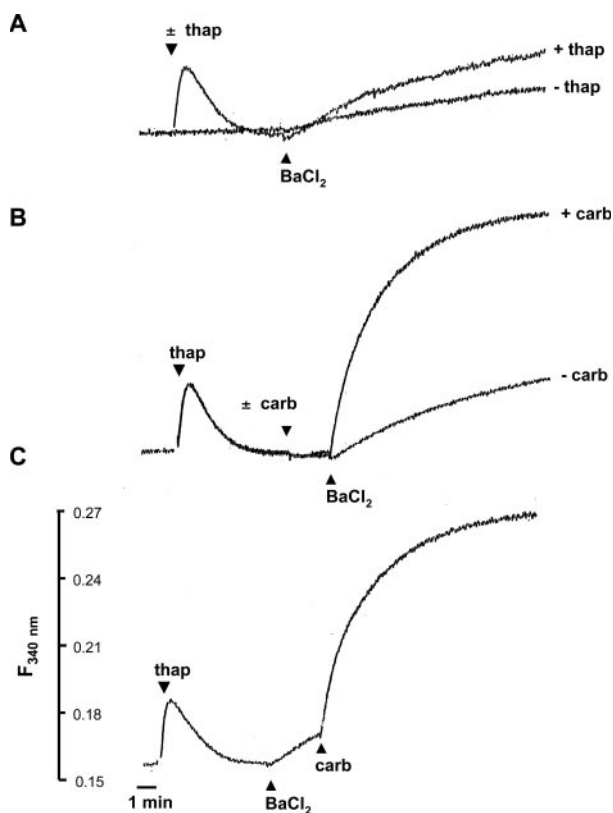 A
± thap
+ thap
- thap
BaCl₂
B
+ carb
thap
± carb
- carb
BaCl₂
C
0.27
0.24
0.21
0.18
0.15
F₃₄₀ ₙₘ
thap
carb
1 min
BaCl₂